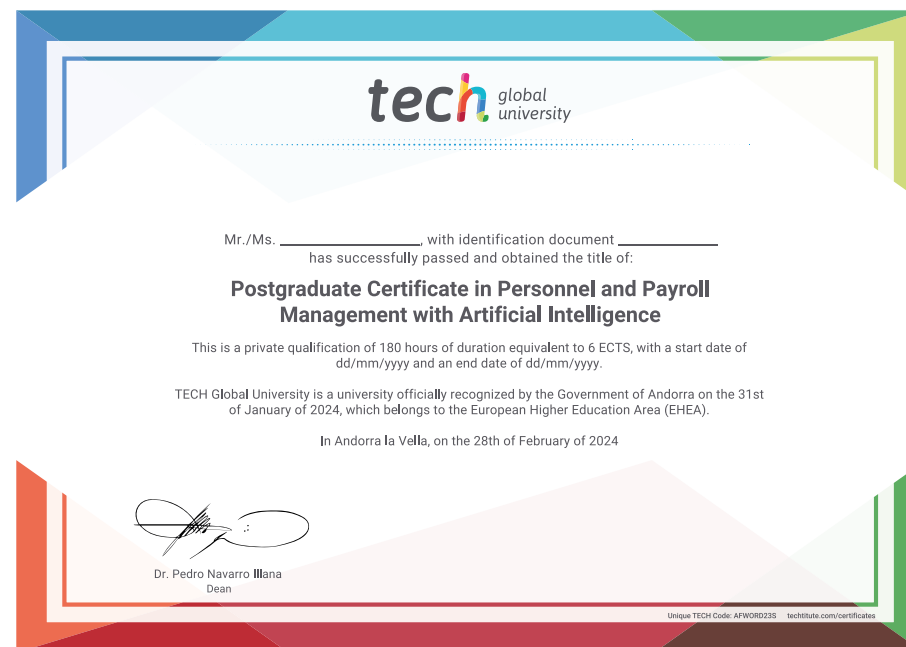 tech global
university
Mr./Ms. ____________________, with identification document ______________
has successfully passed and obtained the title of:
Postgraduate Certificate in Personnel and Payroll
Management with Artificial Intelligence
This is a private qualification of 180 hours of duration equivalent to 6 ECTS, with a start date of
dd/mm/yyyy and an end date of dd/mm/yyyy.
TECH Global University is a university officially recognized by the Government of Andorra on the 31st
of January of 2024, which belongs to the European Higher Education Area (EHEA).
In Andorra la Vella, on the 28th of February of 2024
Dr. Pedro Navarro Illana
Dean
Unique TECH Code: AFWORD23S techtitute.com/certificates